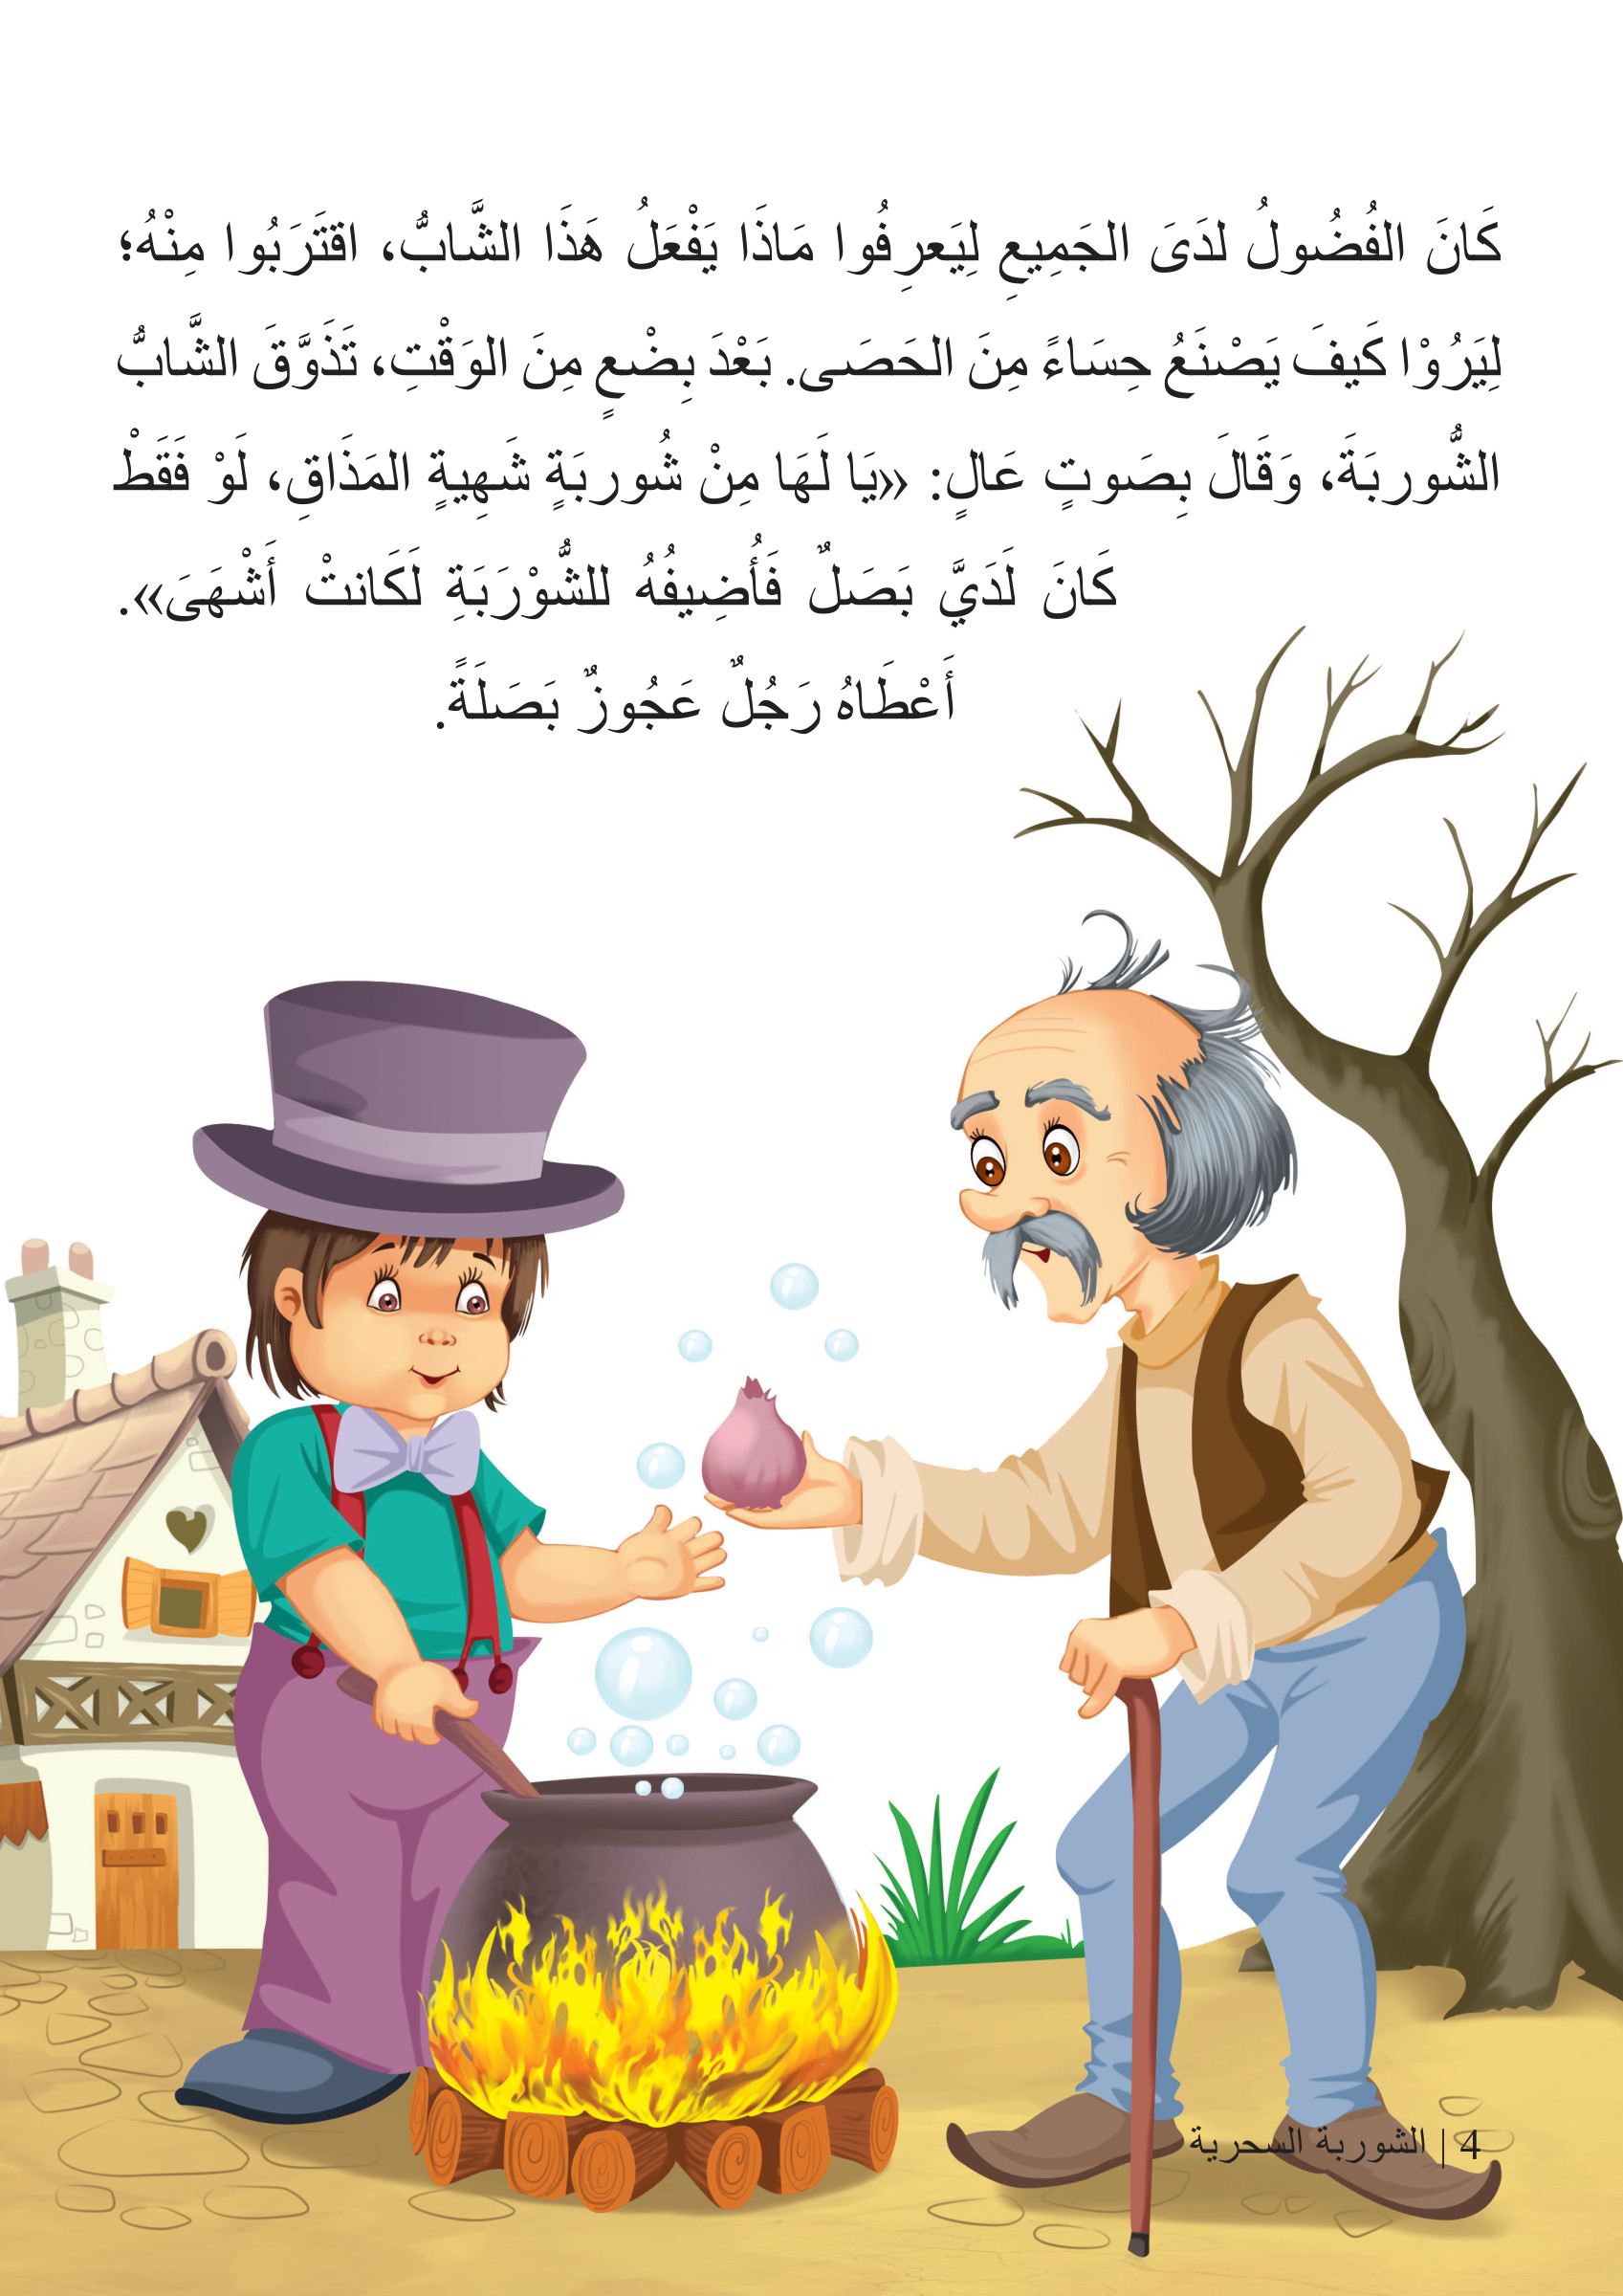 كَانَ الفُضُولُ لدَىَ الجَمِيعِ لِيَعرِفُوا مَاذَا يَفْعَلُ هَذَا الشَّابُّ، اقتَرَبُوا مِنْهُ؛
لِيَرُوْا كَيفَ يَصْنَعُ حِسَاءً مِنَ الحَصَى. بَعْدَ بِضْعٍ مِنَ الوَقْتِ، تَذَوَّقَ الشَّابُّ
الشُّوربَةَ، وَقَالَ بِصَوتٍ عَالٍ: «يَا لَهَا مِنْ شُوربَةٍ شَهِيةٍ المَذَاقِ، لَوْ فَقَطْ
كَانَ لَدَيَّ بَصَلٌ فَأُضِيفُهُ للشُّوْرَبَةِ لَكَانتْ أَشْهَىَ».
أَعْطَاهُ رَجُلٌ عَجُوزٌ بَصَلَةً.
4 | الشوربة السحرية